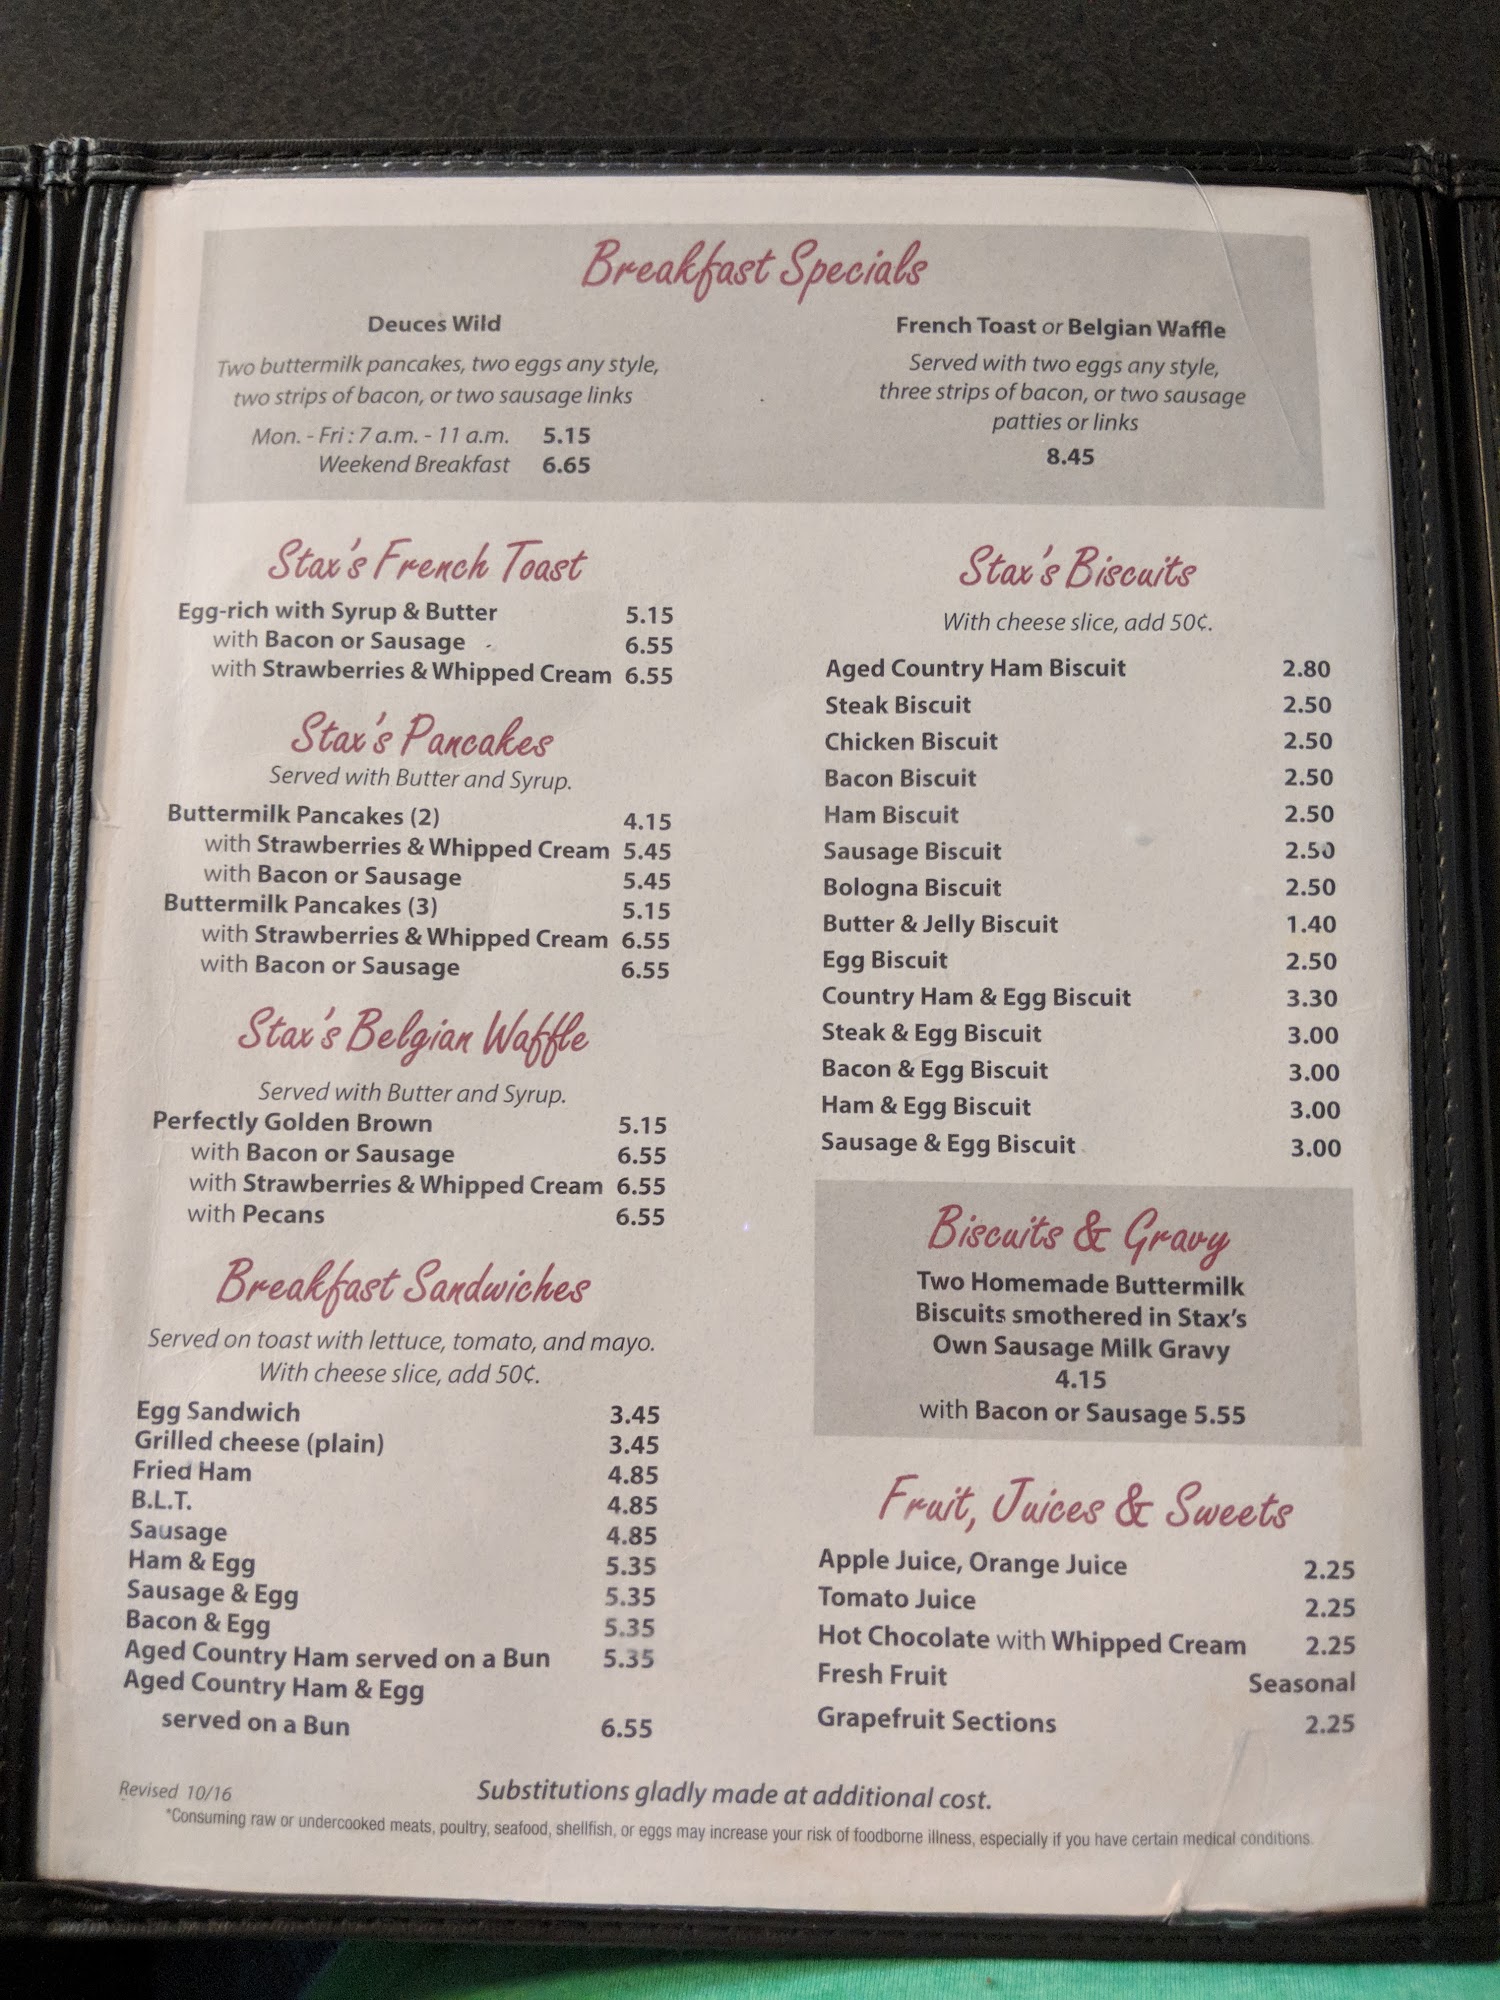 Breakfast Specials
Deuces Wild
Two buttermilk pancakes, two eggs any style,
two strips of bacon, or two sausage links
Mon. - Fri : 7 a.m. - 11 a.m. 5.15
Weekend Breakfast 6.65
French Toast or Belgian Waffle
Served with two eggs any style,
three strips of bacon, or two sausage
patties or links
8.45
Stax's French Toast
Egg-rich with Syrup & Butter 5.15
with Bacon or Sausage 6.55
with Strawberries & Whipped Cream 6.55
Stax's Pancakes
Served with Butter and Syrup.
Buttermilk Pancakes (2) 4.15
with Strawberries & Whipped Cream 5.45
with Bacon or Sausage 5.45
Buttermilk Pancakes (3) 5.15
with Strawberries & Whipped Cream 6.55
with Bacon or Sausage 6.55
Stax's Belgian Waffle
Served with Butter and Syrup.
Perfectly Golden Brown 5.15
with Bacon or Sausage 6.55
with Strawberries & Whipped Cream 6.55
with Pecans 6.55
Breakfast Sandwiches
Served on toast with lettuce, tomato, and mayo.
With cheese slice, add 50¢.
Egg Sandwich 3.45
Grilled cheese (plain) 3.45
Fried Ham 4.85
B.L.T. 4.85
Sausage 4.85
Ham & Egg 5.35
Sausage & Egg 5.35
Bacon & Egg 5.35
Aged Country Ham served on a Bun 5.35
Aged Country Ham & Egg
served on a Bun 6.55
Stax's Biscuits
With cheese slice, add 50¢.
Aged Country Ham Biscuit 2.80
Steak Biscuit 2.50
Chicken Biscuit 2.50
Bacon Biscuit 2.50
Ham Biscuit 2.50
Sausage Biscuit 2.50
Bologna Biscuit 2.50
Butter & Jelly Biscuit 1.40
Egg Biscuit 2.50
Country Ham & Egg Biscuit 3.30
Steak & Egg Biscuit 3.00
Bacon & Egg Biscuit 3.00
Ham & Egg Biscuit 3.00
Sausage & Egg Biscuit 3.00
Biscuits & Gravy
Two Homemade Buttermilk
Biscuits smothered in Stax's
Own Sausage Milk Gravy
4.15
with Bacon or Sausage 5.55
Fruit, Juices & Sweets
Apple Juice, Orange Juice 2.25
Tomato Juice 2.25
Hot Chocolate with Whipped Cream 2.25
Fresh Fruit Seasonal
Grapefruit Sections 2.25
Revised 10/16
Substitutions gladly made at additional cost.
*Consuming raw or undercooked meats, poultry, seafood, shellfish, or eggs may increase your risk of foodborne illness, especially if you have certain medical conditions.